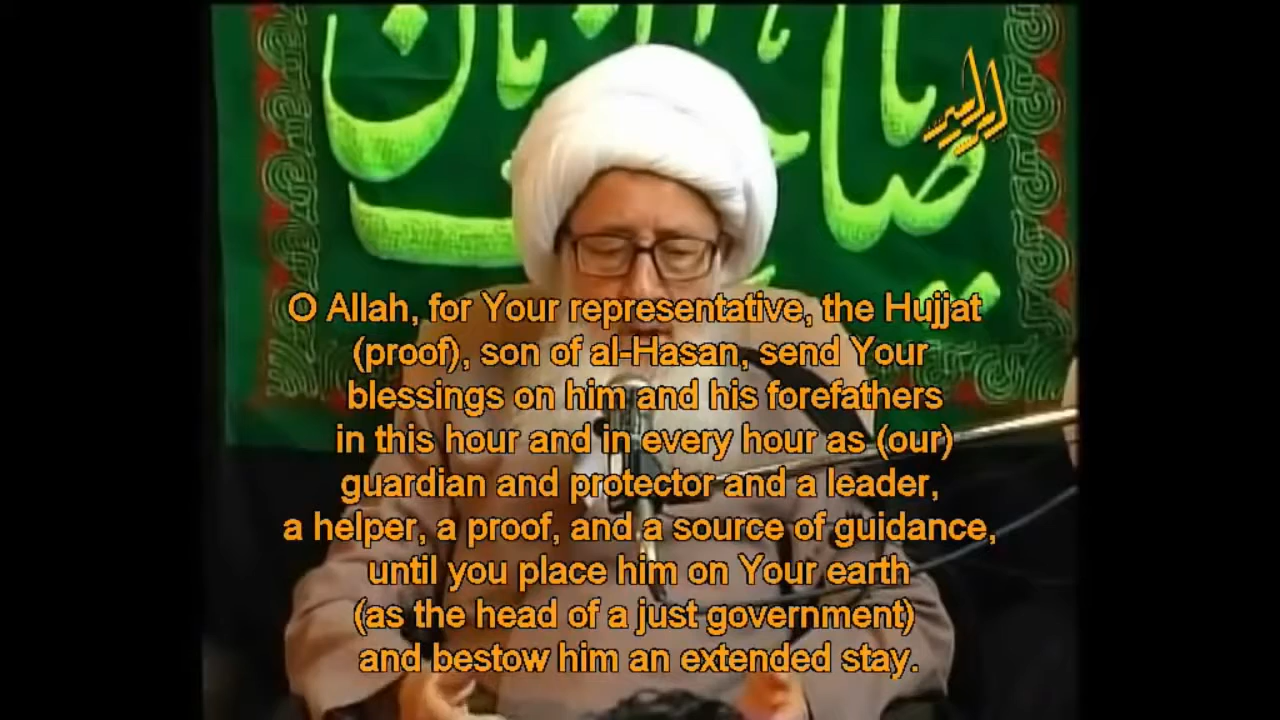 یا صاحب الزمان
O Allah, for Your representative, the Hujjat
(proof), son of al-Hasan, send Your
blessings on him and his forefathers
in this hour and in every hour as (our)
guardian and protector and a leader,
a helper, a proof, and a source of guidance,
until you place him on Your earth
(as the head of a just government)
and bestow him an extended stay.